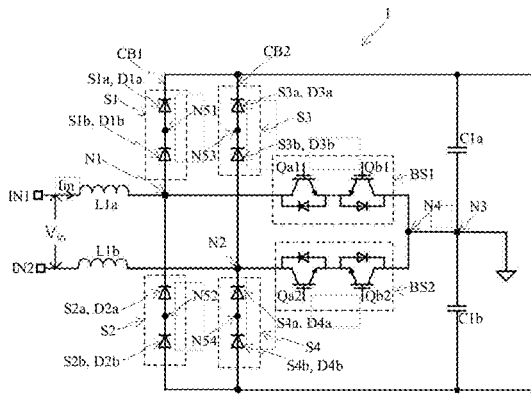 1
CB1
CB2
S1a, D1a
S1
S1b, D1b
N1
N51
N53
S3a, D3a
S3
S3b, D3b
Qa1
Qb1
BS1
C1a
IN1
Iin
L1a
Vin
N4
N3
IN2
L1b
N2
Qa2
Qb2
BS2
C1b
S2a, D2a
S2
S2b, D2b
N52
N54
S4a, D4a
S4
S4b, D4b